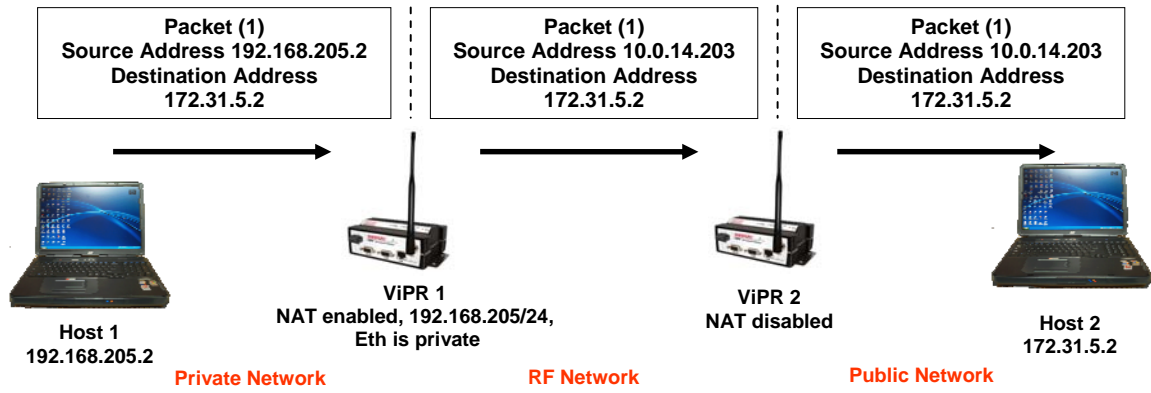 Packet (1)
Source Address 192.168.205.2
Destination Address
172.31.5.2
Packet (1)
Source Address 10.0.14.203
Destination Address
172.31.5.2
Packet (1)
Source Address 10.0.14.203
Destination Address
172.31.5.2
Host 1
192.168.205.2
ViPR 1
NAT enabled, 192.168.205/24,
Eth is private
ViPR 2
NAT disabled
Host 2
172.31.5.2
Private Network
RF Network
Public Network